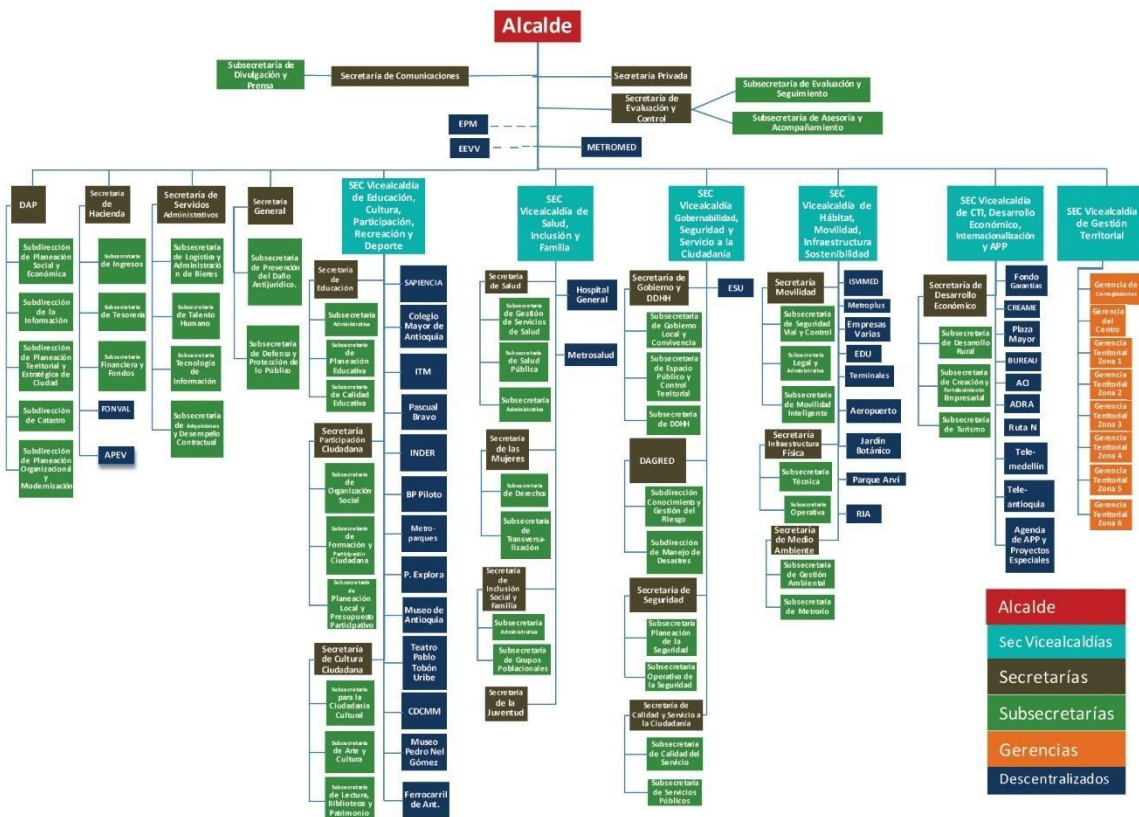 Alcalde
Subsecretaría de
Divulgación y
Prensa
Secretaría de Comunicaciones
Secretaría Privada
Secretaría
de Evaluación y
Control
Subsecretaría de Evaluación y
Seguimiento
Subsecretaría de Asesoría y
Acompañamiento
EPM
EEVV
METROMED
DAP
Subdirección
de Planeación
Social y
Económica
Subdirección
de la
Información
Subdirección
de Planeación
Territorial y
Estratégica de
Ciudad
Subdirección
de Catastro
Subdirección
de Planeación
Organizacional y
Modernización
Secretaría
de
Hacienda
Subsecretaría
de Ingresos
Subsecretaría
de Tesorería
Subsecretaría
Financiera y
Fondos
FONVAL
APEV
Secretaría de
Servicios
Administrativos
Subsecretaría
de Logística y
Administració
n de Bienes
Subsecretaría
de Talento
Humano
Subsecretaría
Tecnología de
Información
Subsecretaría
de Adquisiciones
y Desempeño
Contractual
Secretaría
General
Subsecretaría
de Prevención
del Daño
Antijurídico.
Subsecretaría
de Defensa y
Protección de
lo Público
SEC Vicealcaldía
de Educación,
Cultura,
Participación,
Recreación y
Deporte
Secretaría
de
Educación
Subsecretaría
Administrativa
Subsecretaría
de Planeación
Educativa
Subsecretaría
de Calidad
Educativa
Secretaría
Participación
Ciudadana
Subsecretaría
de
Organización
Social
Subsecretaría
de
Formación y
Participación
Ciudadana
Subsecretaría
de
Planeación
Local y
Presupuesto
Participativo
Secretaría
de Cultura
Ciudadana
Subsecretaría
para la
Ciudadanía
Cultural
Subsecretaría
de Arte y
Cultura
Subsecretaría
de Lectura,
Bibliotecas y
Patrimonio
SAPIENCIA
Colegio
Mayor de
Antioquia
ITM
Pascual
Bravo
INDER
BP Piloto
Metro-
parques
P. Explora
Museo de
Antioquia
Teatro
Pablo
Tobón
Uribe
CDCMM
Museo
Pedro Nel
Gómez
Ferrocarril
de Ant.
SEC
Vicealcaldía de
Salud,
Inclusión y
Familia
Secretaría
de Salud
Subsecretaría
de Gestión
de Servicios
de Salud
Subsecretaría
de Salud
Pública
Subsecretaría
Administrativa
Secretaría
de las
Mujeres
Subsecretaría
de Derechos
Subsecretaría
de
Transversa-
lización
Secretaría
de
Inclusión
Social y
Familia
Subsecretaría
Administrativa
Subsecretaría
de Grupos
Poblacionales
Secretaría
de la
Juventud
Hospital
General
Metrosalud
SEC
Vicealcaldía
Gobernabilidad,
Seguridad y
Servicio a la
Ciudadanía
Secretaría de
Gobierno y
DDHH
Subsecretaría
de Gobierno
Local y
Convivencia
Subsecretaría
de Espacio
Público y
Control
Territorial
Subsecretaría
de DDHH
DAGRED
Subdirección
Conocimiento y
Gestión del
Riesgo
Subdirección
de Manejo de
Desastres
Secretaría de
Seguridad
Subsecretaría
Planeación
de la
Seguridad
Subsecretaría
Operativa de
la Seguridad
Secretaría de
Calidad y Servicio a
la Ciudadanía
Subsecretaría
de Calidad del
Servicio
Subsecretaría
de Servicios
Públicos
ESU
SEC
Vicealcaldía de
Hábitat,
Movilidad,
Infraestructura y
Sostenibilidad
Secretaría
Movilidad
Subsecretaría
de Seguridad
Vial y Control
Subsecretaría
Legal y
Administrativa
Subsecretaría
de Movilidad
Inteligente
Secretaría
Infraestructura
Física
Subsecretaría
Técnica
Subsecretaría
Operativa
Secretaría
de Medio
Ambiente
Subsecretaría
de Gestión
Ambiental
Subsecretaría
de Metrorío
ISVIMED
Metroplus
Empresas
Varias
EDU
Terminales
Aeropuerto
Jardín
Botánico
Parque Arví
RIA
SEC Vicealcaldía
de CTI, Desarrollo
Económico,
Internacionalización
y APP
Secretaría de
Desarrollo
Económico
Subsecretaría
de Desarrollo
Rural
Subsecretaría
de Creación y
Fortalecimiento
Empresarial
Subsecretaría
de Turismo
Fondo
Garantías
CREAME
Plaza
Mayor
BUREAU
ACI
ADRA
Ruta N
Tele-
medellín
Tele-
antioquia
Agencia
de APP y
Proyectos
Especiales
SEC Vicealcaldía
de Gestión
Territorial
Gerencia de
Corregimientos
Gerencia
del
Centro
Gerencia
Territorial
Zona 1
Gerencia
Territorial
Zona 2
Gerencia
Territorial
Zona 3
Gerencia
Territorial
Zona 4
Gerencia
Territorial
Zona 5
Gerencia
Territorial
Zona 6
Alcalde
Sec Vicealcaldías
Secretarías
Subsecretarías
Gerencias
Descentralizados